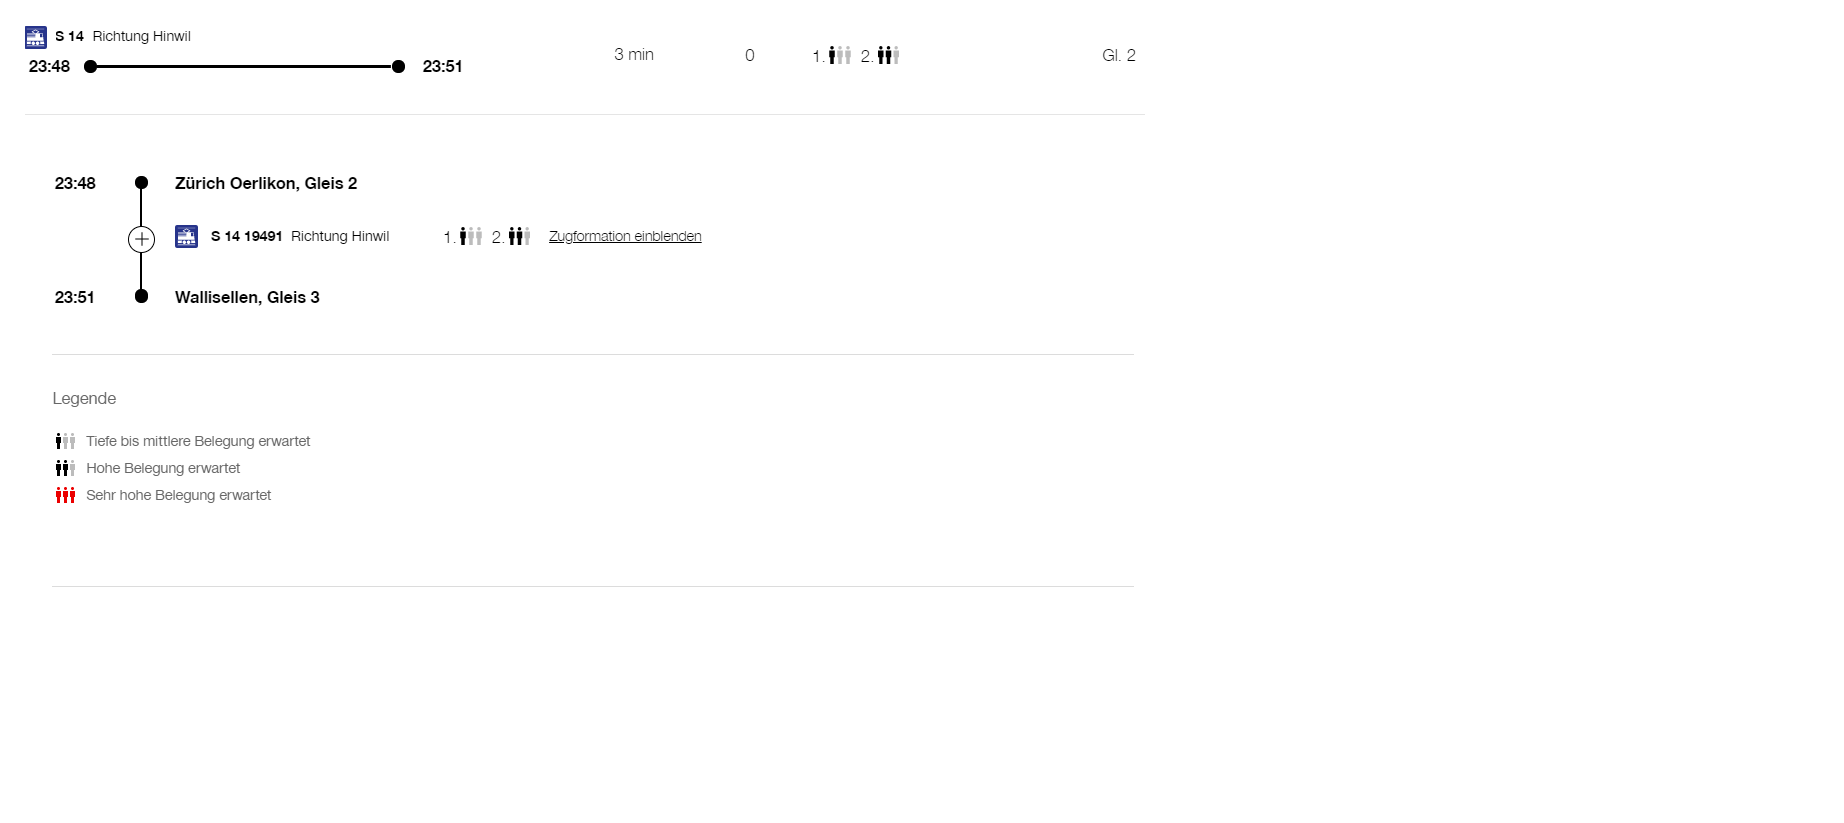 S 14 Richtung Hinwil
23:48 23:51 3 min 0 1. 2. Gl. 2
23:48 Zürich Oerlikon, Gleis 2
S 14 19491 Richtung Hinwil 1. 2. Zugformation einblenden
23:51 Wallisellen, Gleis 3
Legende
Tiefe bis mittlere Belegung erwartet
Hohe Belegung erwartet
Sehr hohe Belegung erwartet